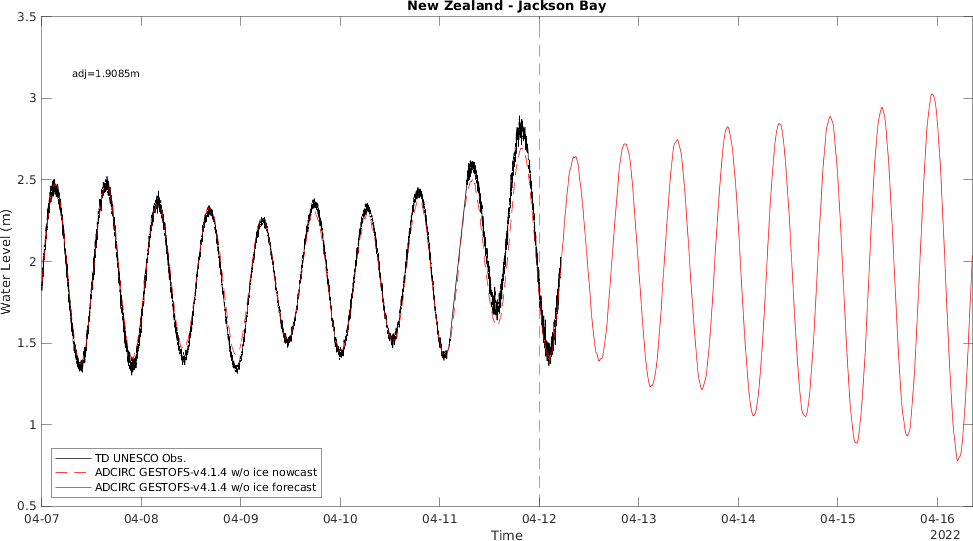 New Zealand - Jackson Bay
3.5
adj=1.9085m
3
2.5
2
1.5
1
0.5
Water Level (m)
TD UNESCO Obs.
ADCIRC GESTOFS-v4.1.4 w/o ice nowcast
ADCIRC GESTOFS-v4.1.4 w/o ice forecast
04-07 04-08 04-09 04-10 04-11 04-12 04-13 04-14 04-15 04-16
Time
2022